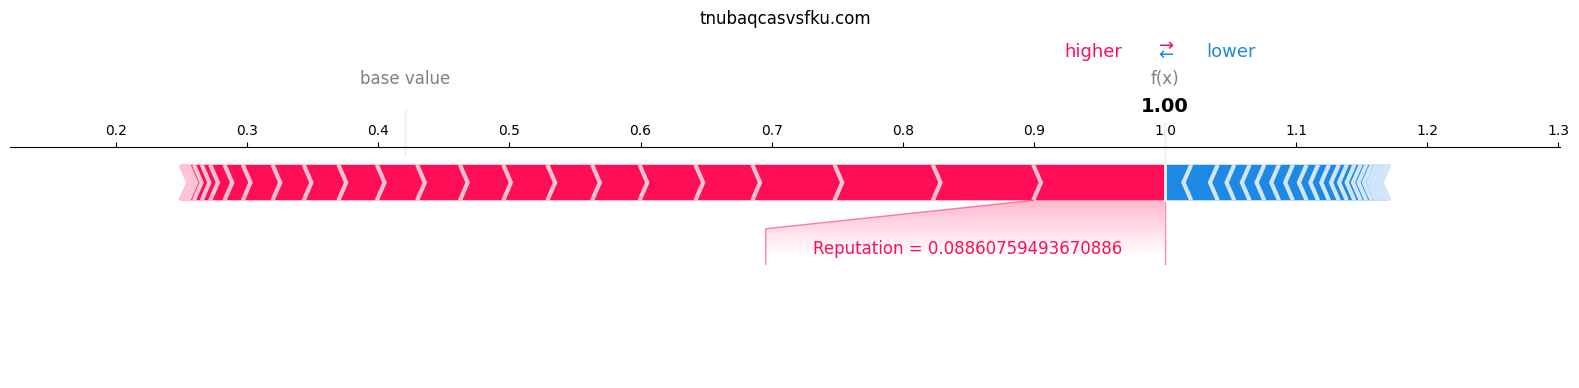 tnubaqcasvsfku.com
higher ⇄ lower
base value f(x)
1.00
0.2 0.3 0.4 0.5 0.6 0.7 0.8 0.9 1.0 1.1 1.2 1.3
Reputation = 0.08860759493670886